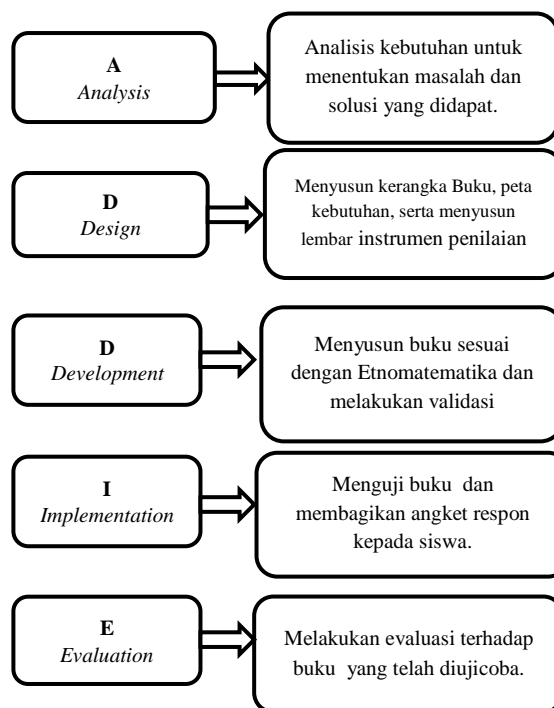 A
Analysis
Analisis kebutuhan untuk
menentukan masalah dan
solusi yang didapat.
D
Design
Menyusun kerangka Buku, peta
kebutuhan, serta menyusun
lembar instrumen penilaian
D
Development
Menyusun buku sesuai
dengan Etnomatematika dan
melakukan validasi
I
Implementation
Menguji buku dan
membagikan angket respon
kepada siswa.
E
Evaluation
Melakukan evaluasi terhadap
buku yang telah diujicoba.